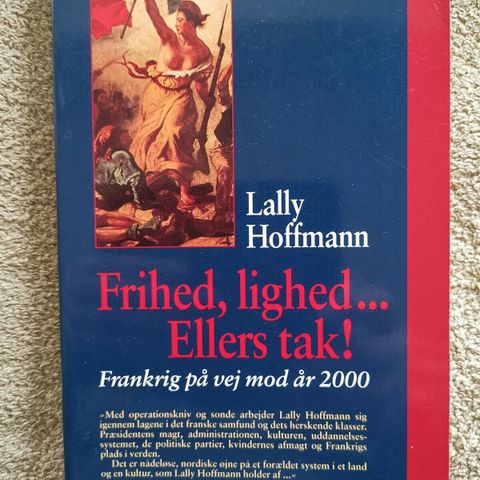 Lally
Hoffmann
Frihed, lighed...
Ellers tak!
Frankrig på vej mod år 2000
»Med operationskniv og sonde arbejder Lally Hoffmann sig
igennem lagene i det franske samfund og dets herskende klasser.
Præsidentens magt, administrationen, kulturen, uddannelses-
systemet, de politiske partier, kvindernes afmagt og Frankrigs
plads i verden.
Det er nådeløse, nordiske øjne på et forældet system i et land
og en kultur, som Lally Hoffmann holder af ...«